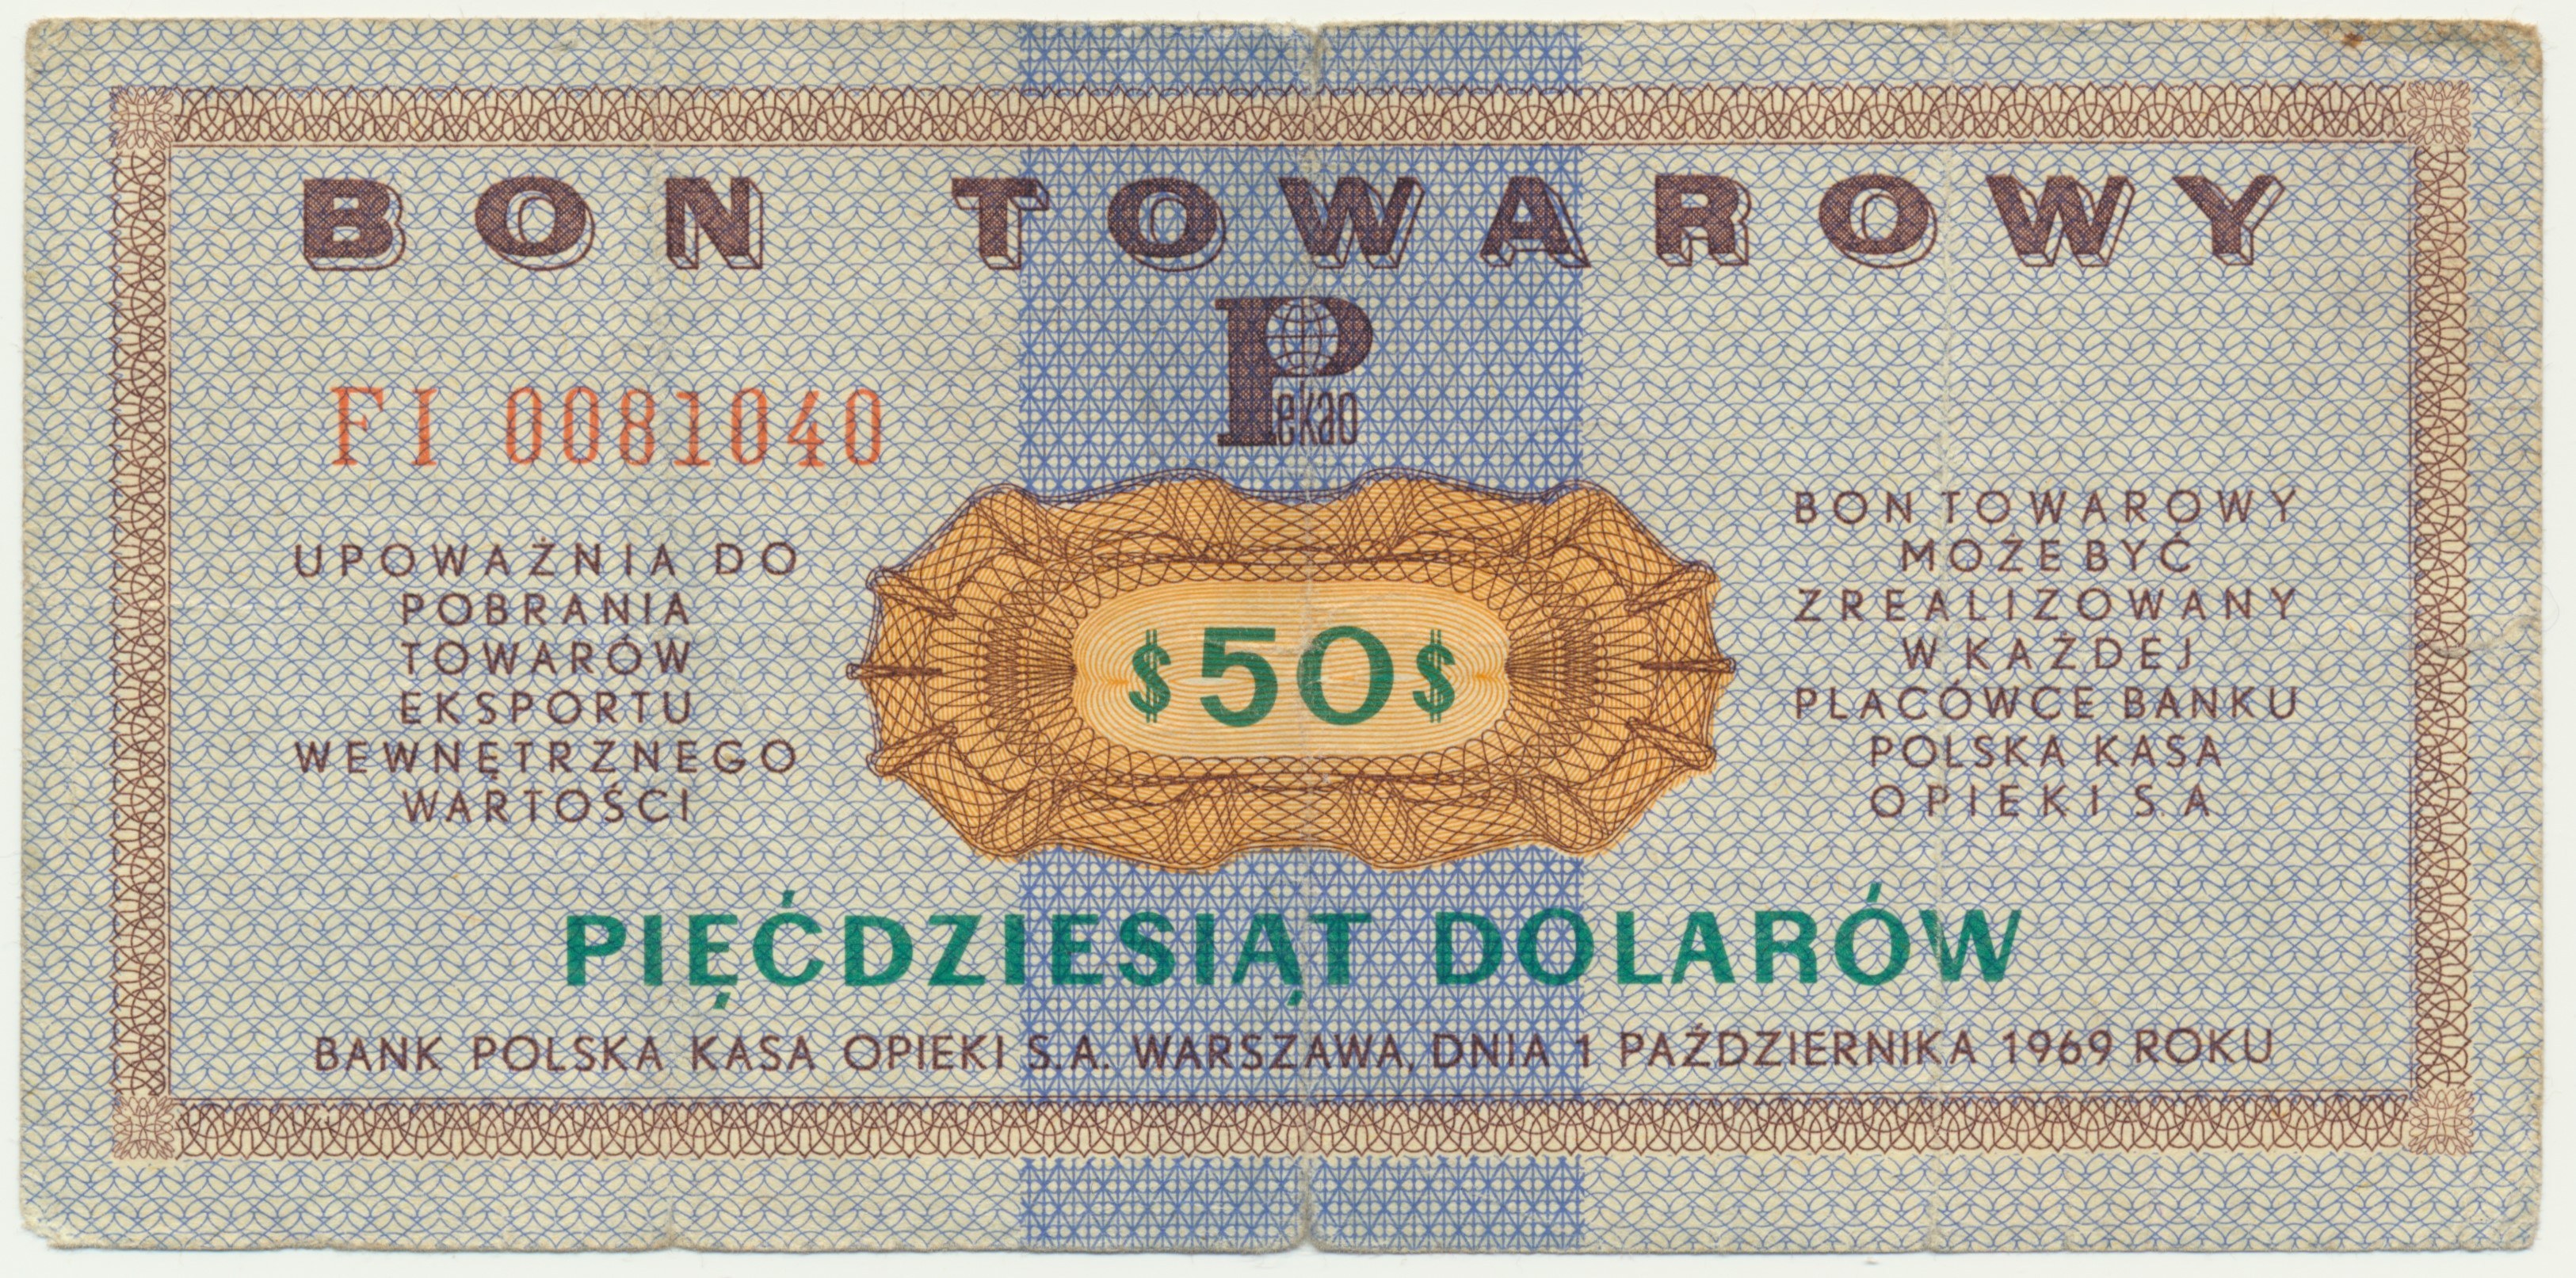 BON TOWAROWY
Pekao
FI 0081040
UPOWAŻNIA DO
POBRANIA
TOWARÓW
EKSPORTU
WEWNĘTRZNEGO
WARTOŚCI
$50$
BON TOWAROWY
MOŻE BYĆ
ZREALIZOWANY
W KAŻDEJ
PLACÓWCE BANKU
POLSKA KASA
OPIEKI S.A
PIĘĆDZIESIĄT DOLARÓW
BANK POLSKA KASA OPIEKI S.A. WARSZAWA, DNIA 1 PAŹDZIERNIKA 1969 ROKU